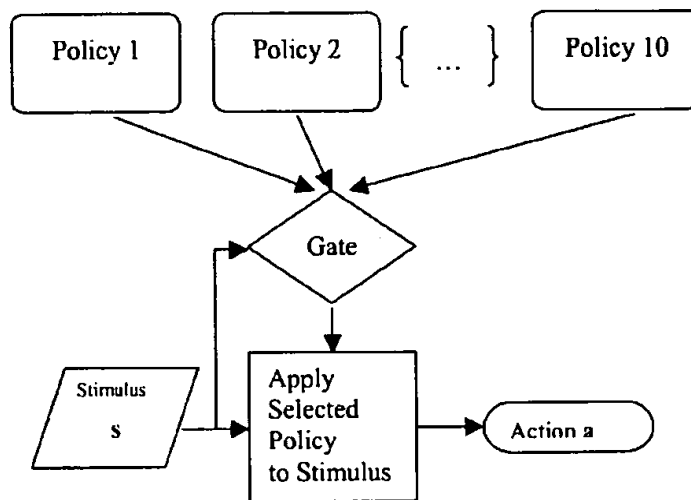 Policy 1
Policy 2
{ ... }
Policy 10
Gate
Stimulus
s
Apply
Selected
Policy
to Stimulus
Action a